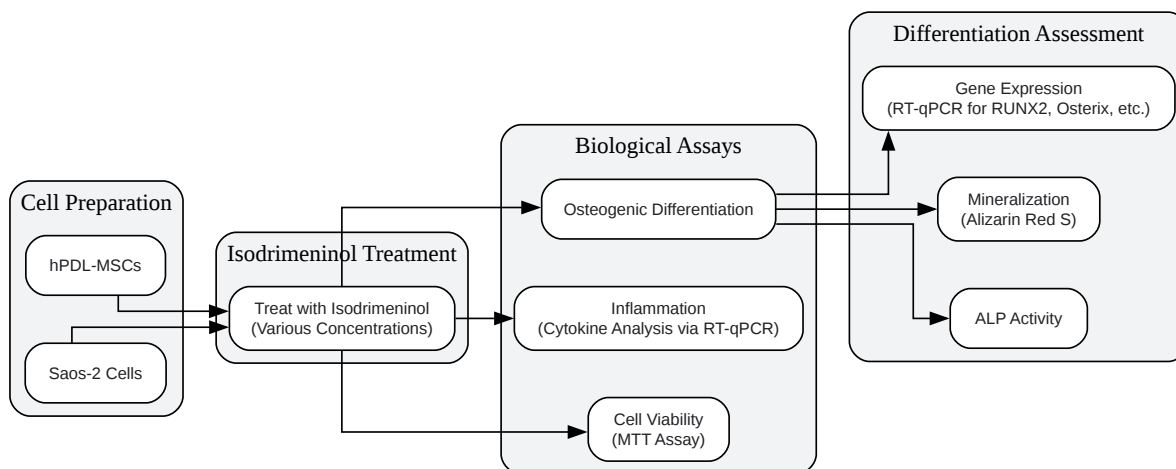 Cell Preparation
hPDL-MSCs
Saos-2 Cells
Isodrimeninol Treatment
Treat with Isodrimeninol
(Various Concentrations)
Biological Assays
Osteogenic Differentiation
Inflammation
(Cytokine Analysis via RT-qPCR)
Cell Viability
(MTT Assay)
Differentiation Assessment
Gene Expression
(RT-qPCR for RUNX2, Osterix, etc.)
Mineralization
(Alizarin Red S)
ALP Activity